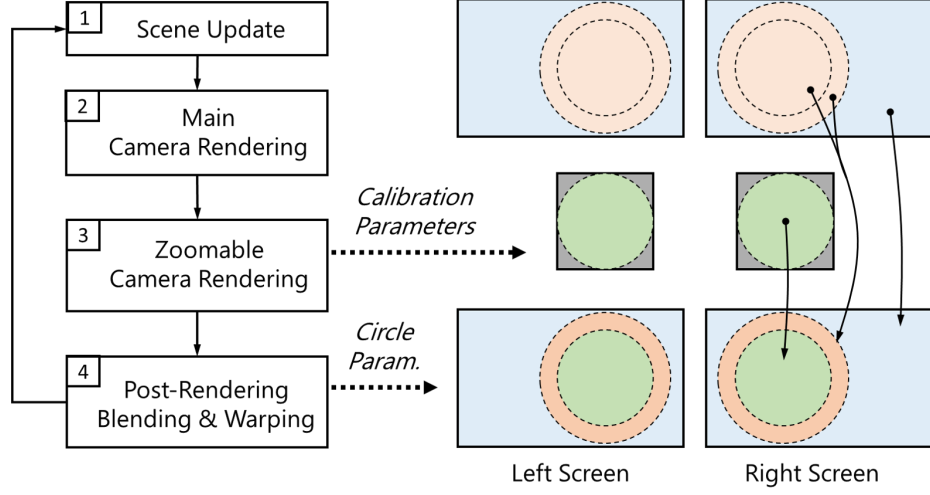 1
Scene Update
2
Main
Camera Rendering
3
Zoomable
Camera Rendering
Calibration
Parameters
4
Post-Rendering
Blending & Warping
Circle
Param.
Left Screen
Right Screen